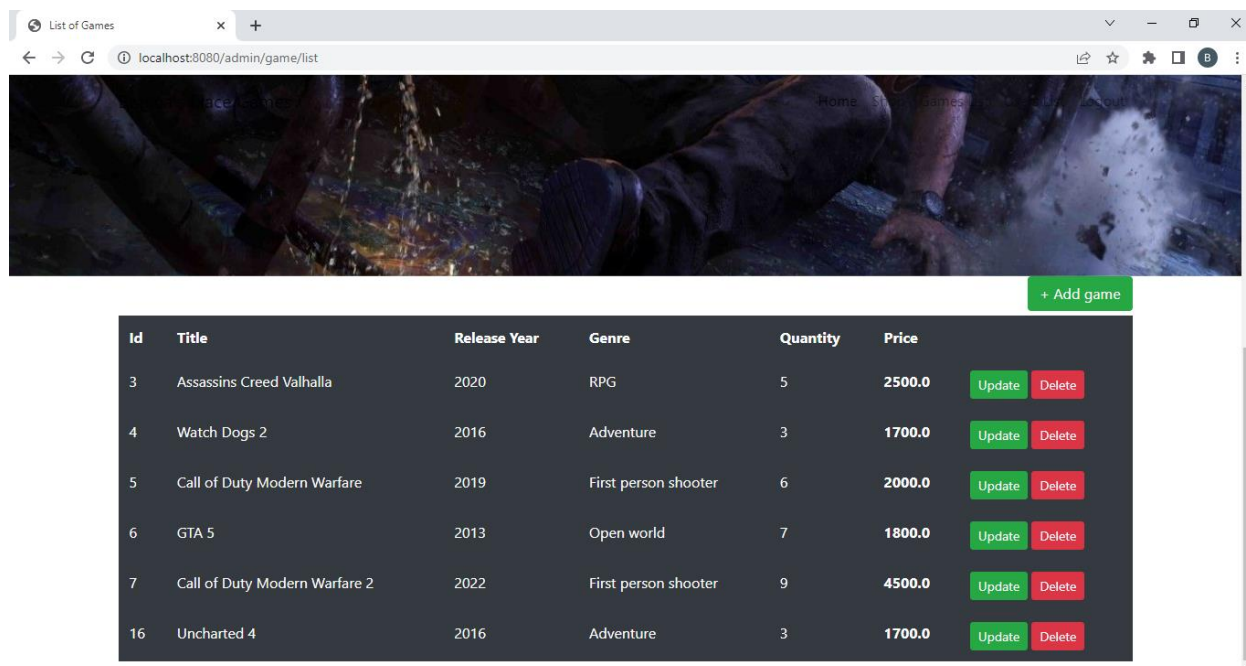 List of Games
localhost:8080/admin/game/list
B
Home
+ Add game
Id Title Release Year Genre Quantity Price
3 Assassins Creed Valhalla 2020 RPG 5 2500.0 Update Delete
4 Watch Dogs 2 2016 Adventure 3 1700.0 Update Delete
5 Call of Duty Modern Warfare 2019 First person shooter 6 2000.0 Update Delete
6 GTA 5 2013 Open world 7 1800.0 Update Delete
7 Call of Duty Modern Warfare 2 2022 First person shooter 9 4500.0 Update Delete
16 Uncharted 4 2016 Adventure 3 1700.0 Update Delete